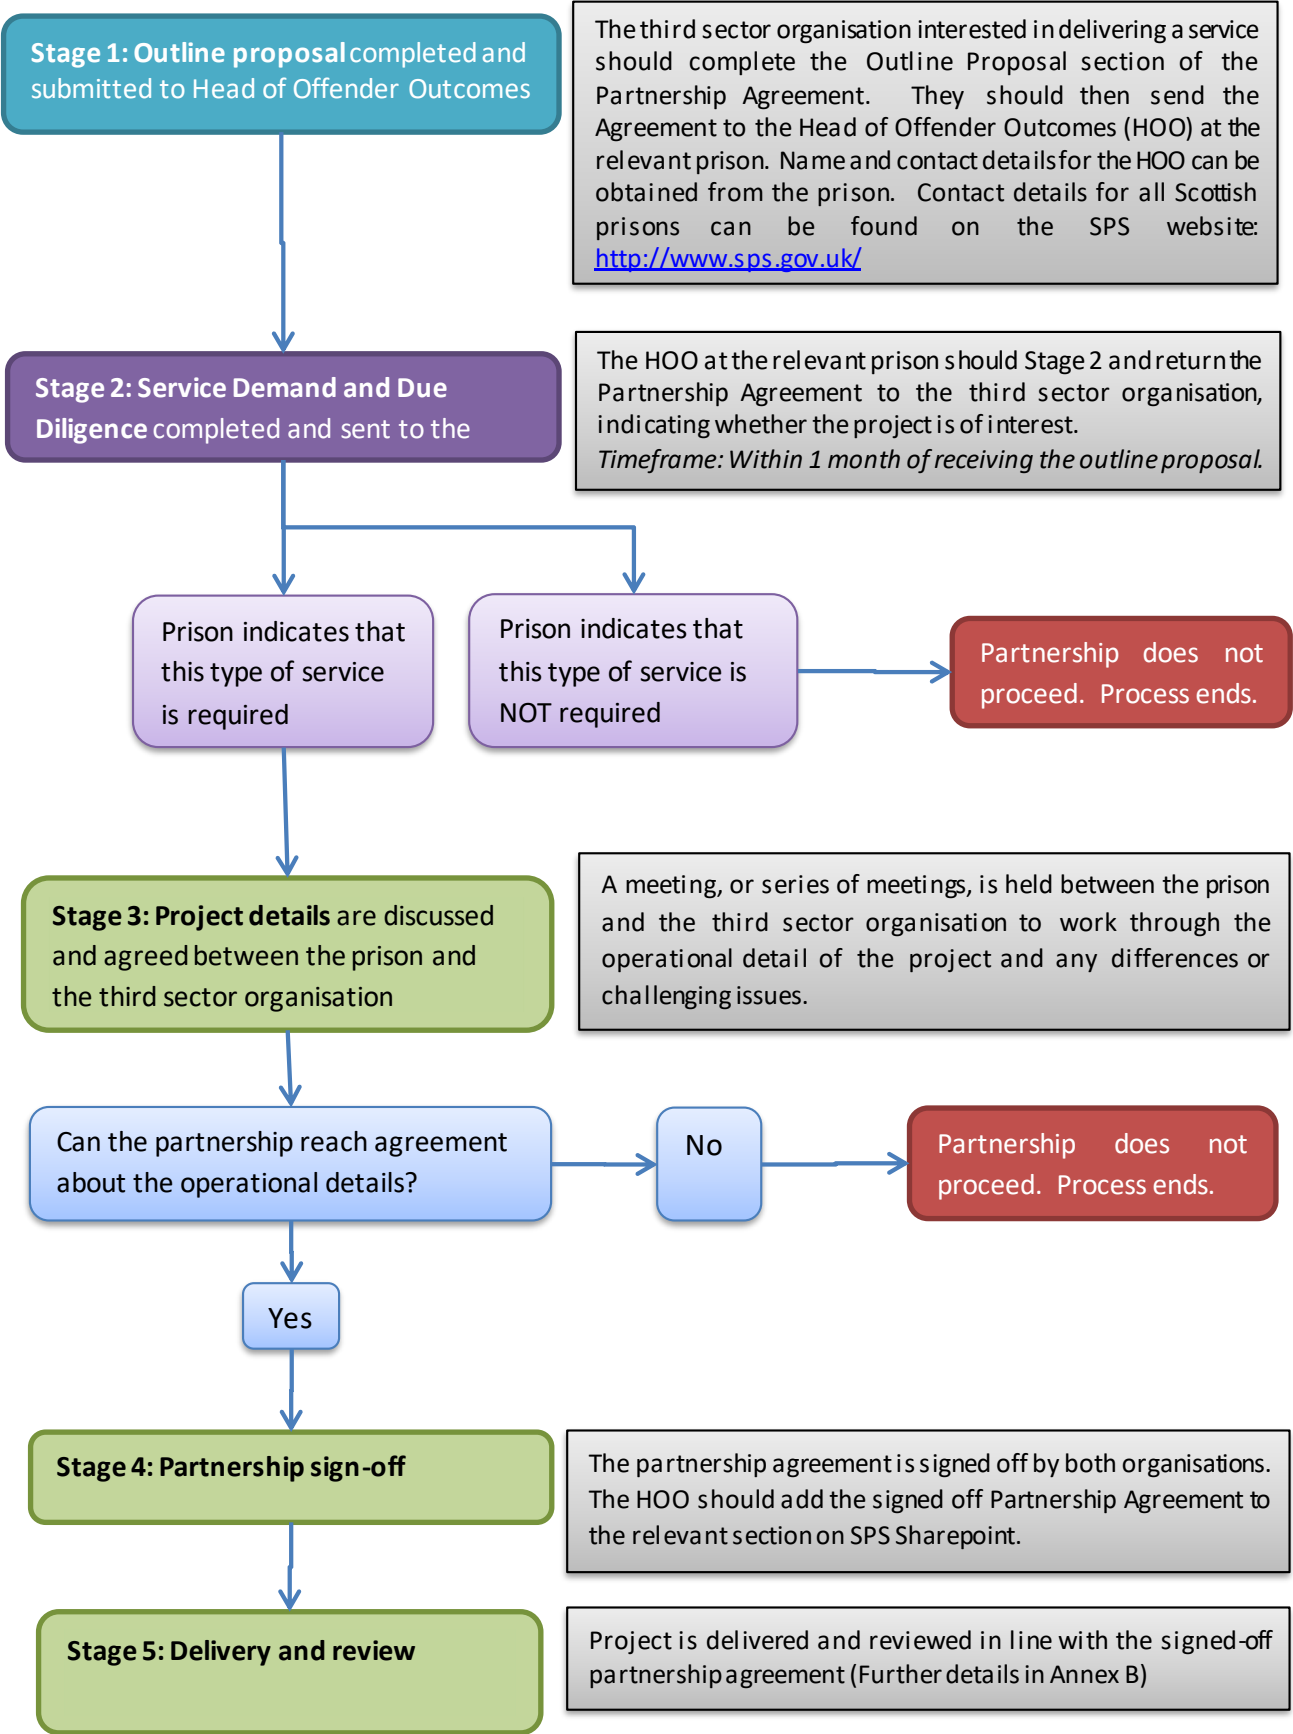 Stage 1: Outline proposal completed and
submitted to Head of Offender Outcomes
The third sector organisation interested in delivering a service
should complete the Outline Proposal section of the
Partnership Agreement. They should then send the
Agreement to the Head of Offender Outcomes (HOO) at the
relevant prison. Name and contact details for the HOO can be
obtained from the prison. Contact details for all Scottish
prisons can be found on the SPS website:
http://www.sps.gov.uk/
Stage 2: Service Demand and Due
Diligence completed and sent to the
The HOO at the relevant prison should Stage 2 and return the
Partnership Agreement to the third sector organisation,
indicating whether the project is of interest.
Timeframe: Within 1 month of receiving the outline proposal.
Prison indicates that
this type of service
is required
Prison indicates that
this type of service is
NOT required
Partnership does not
proceed. Process ends.
Stage 3: Project details are discussed
and agreed between the prison and
the third sector organisation
A meeting, or series of meetings, is held between the prison
and the third sector organisation to work through the
operational detail of the project and any differences or
challenging issues.
Can the partnership reach agreement
about the operational details?
No
Partnership does not
proceed. Process ends.
Yes
Stage 4: Partnership sign-off
The partnership agreement is signed off by both organisations.
The HOO should add the signed off Partnership Agreement to
the relevant section on SPS Sharepoint.
Stage 5: Delivery and review
Project is delivered and reviewed in line with the signed-off
partnership agreement (Further details in Annex B)